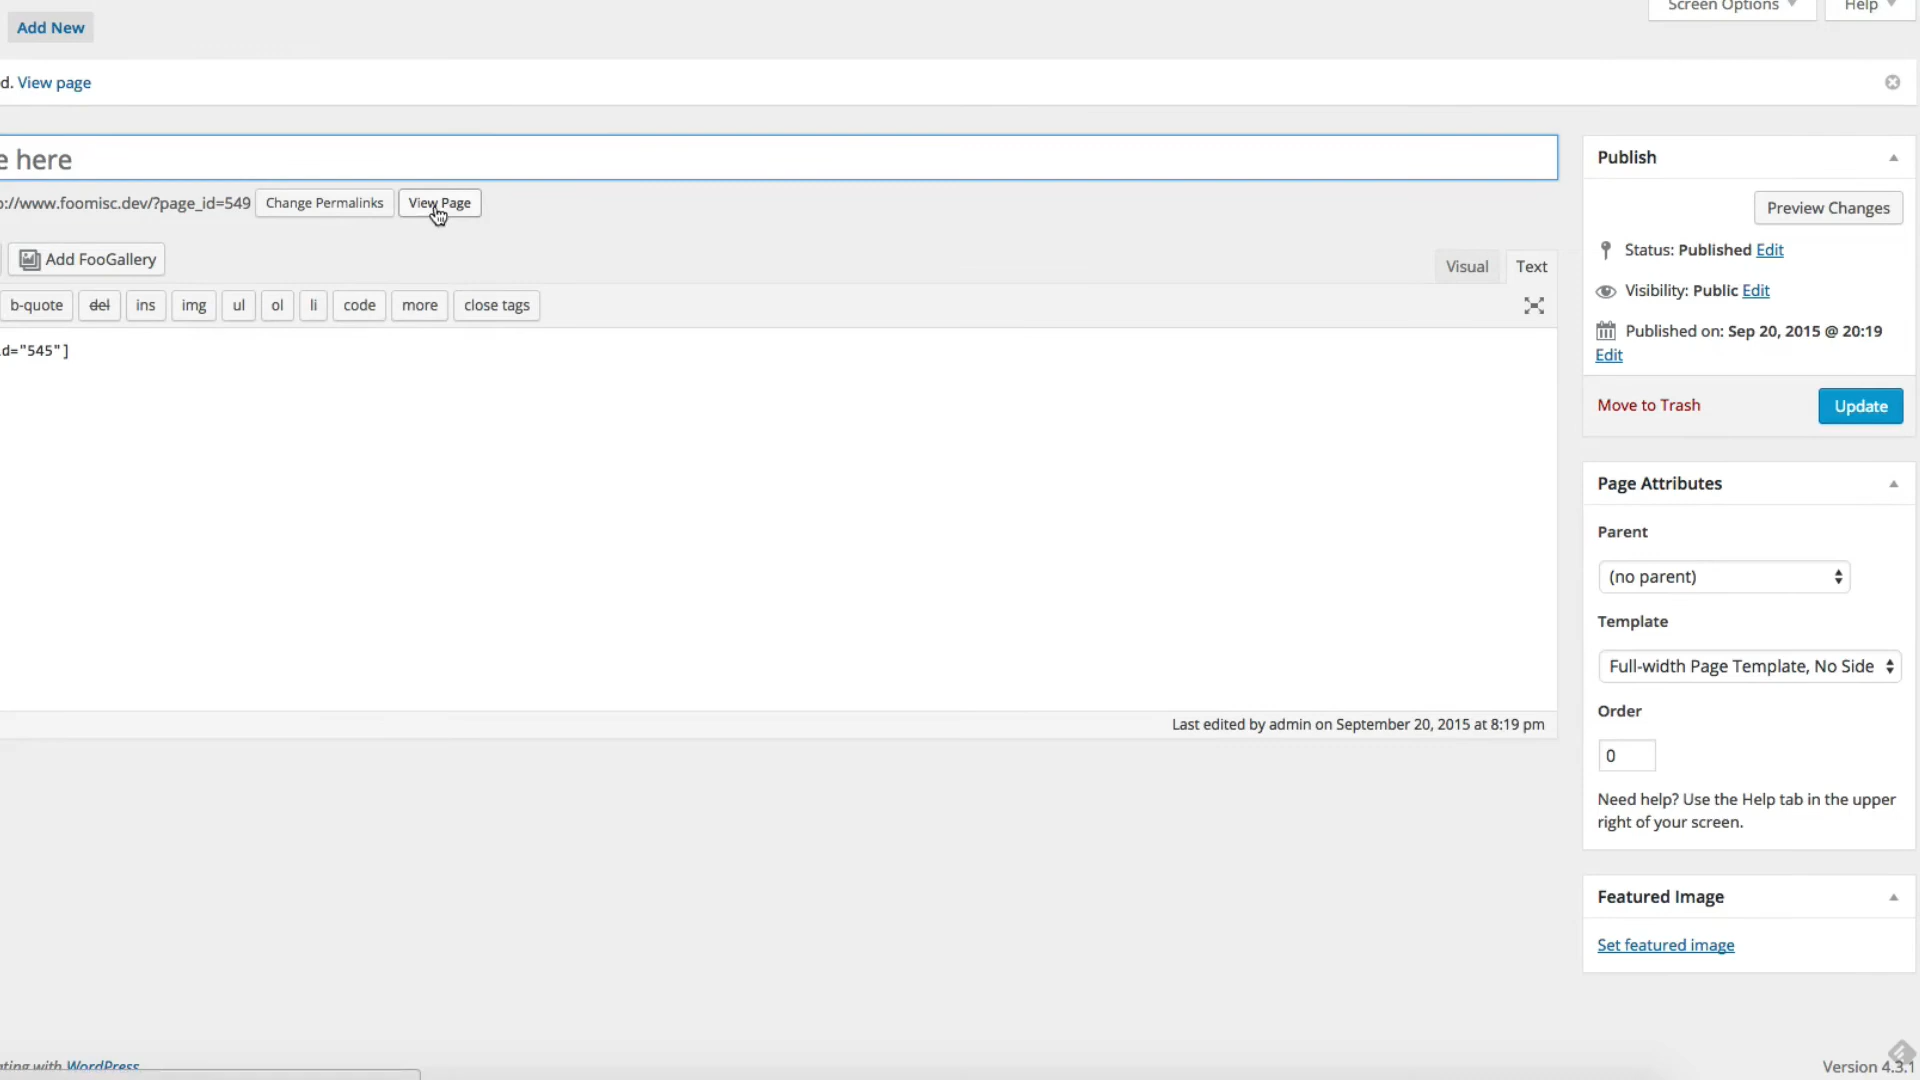 Screen Options Help
Add New
d. View page
e here
://www.foomisc.dev/?page_id=549 Change Permalinks View Page
Add FooGallery
Visual Text
b-quote del ins img ul ol li code more close tags
d="545"]
Last edited by admin on September 20, 2015 at 8:19 pm
Publish
Preview Changes
Status: Published Edit
Visibility: Public Edit
Published on: Sep 20, 2015 @ 20:19
Edit
Move to Trash Update
Page Attributes
Parent
(no parent)
Template
Full-width Page Template, No Side
Order
0
Need help? Use the Help tab in the upper
right of your screen.
Featured Image
Set featured image
ting with WordPress
Version 4.3.1